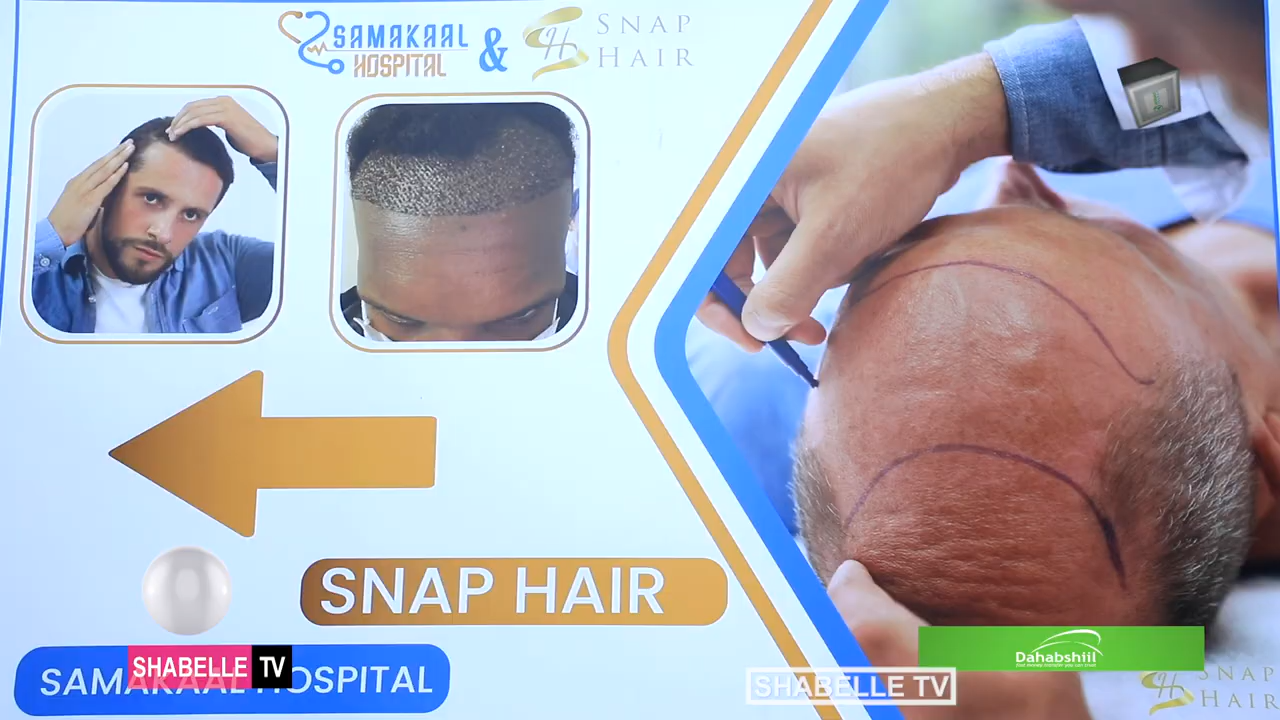 SAMAKAAL
HOSPITAL
&
SNAP
HAIR
SNAP HAIR
SAMAKAAL HOSPITAL
SHABELLE TV
SHABELLE TV
Dahabshiil
SNAP
HAIR